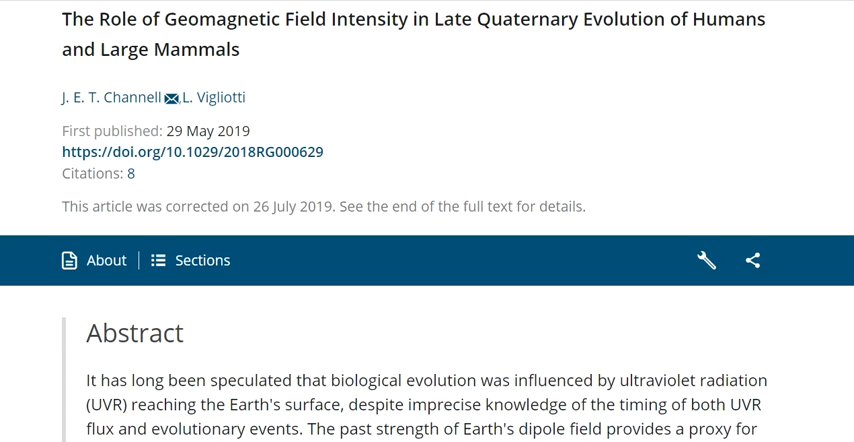 The Role of Geomagnetic Field Intensity in Late Quaternary Evolution of Humans
and Large Mammals
J. E. T. Channell, L. Vigliotti
First published: 29 May 2019
https://doi.org/10.1029/2018RG000629
Citations: 8
This article was corrected on 26 July 2019. See the end of the full text for details.
About | Sections
Abstract
It has long been speculated that biological evolution was influenced by ultraviolet radiation
(UVR) reaching the Earth's surface, despite imprecise knowledge of the timing of both UVR
flux and evolutionary events. The past strength of Earth's dipole field provides a proxy for